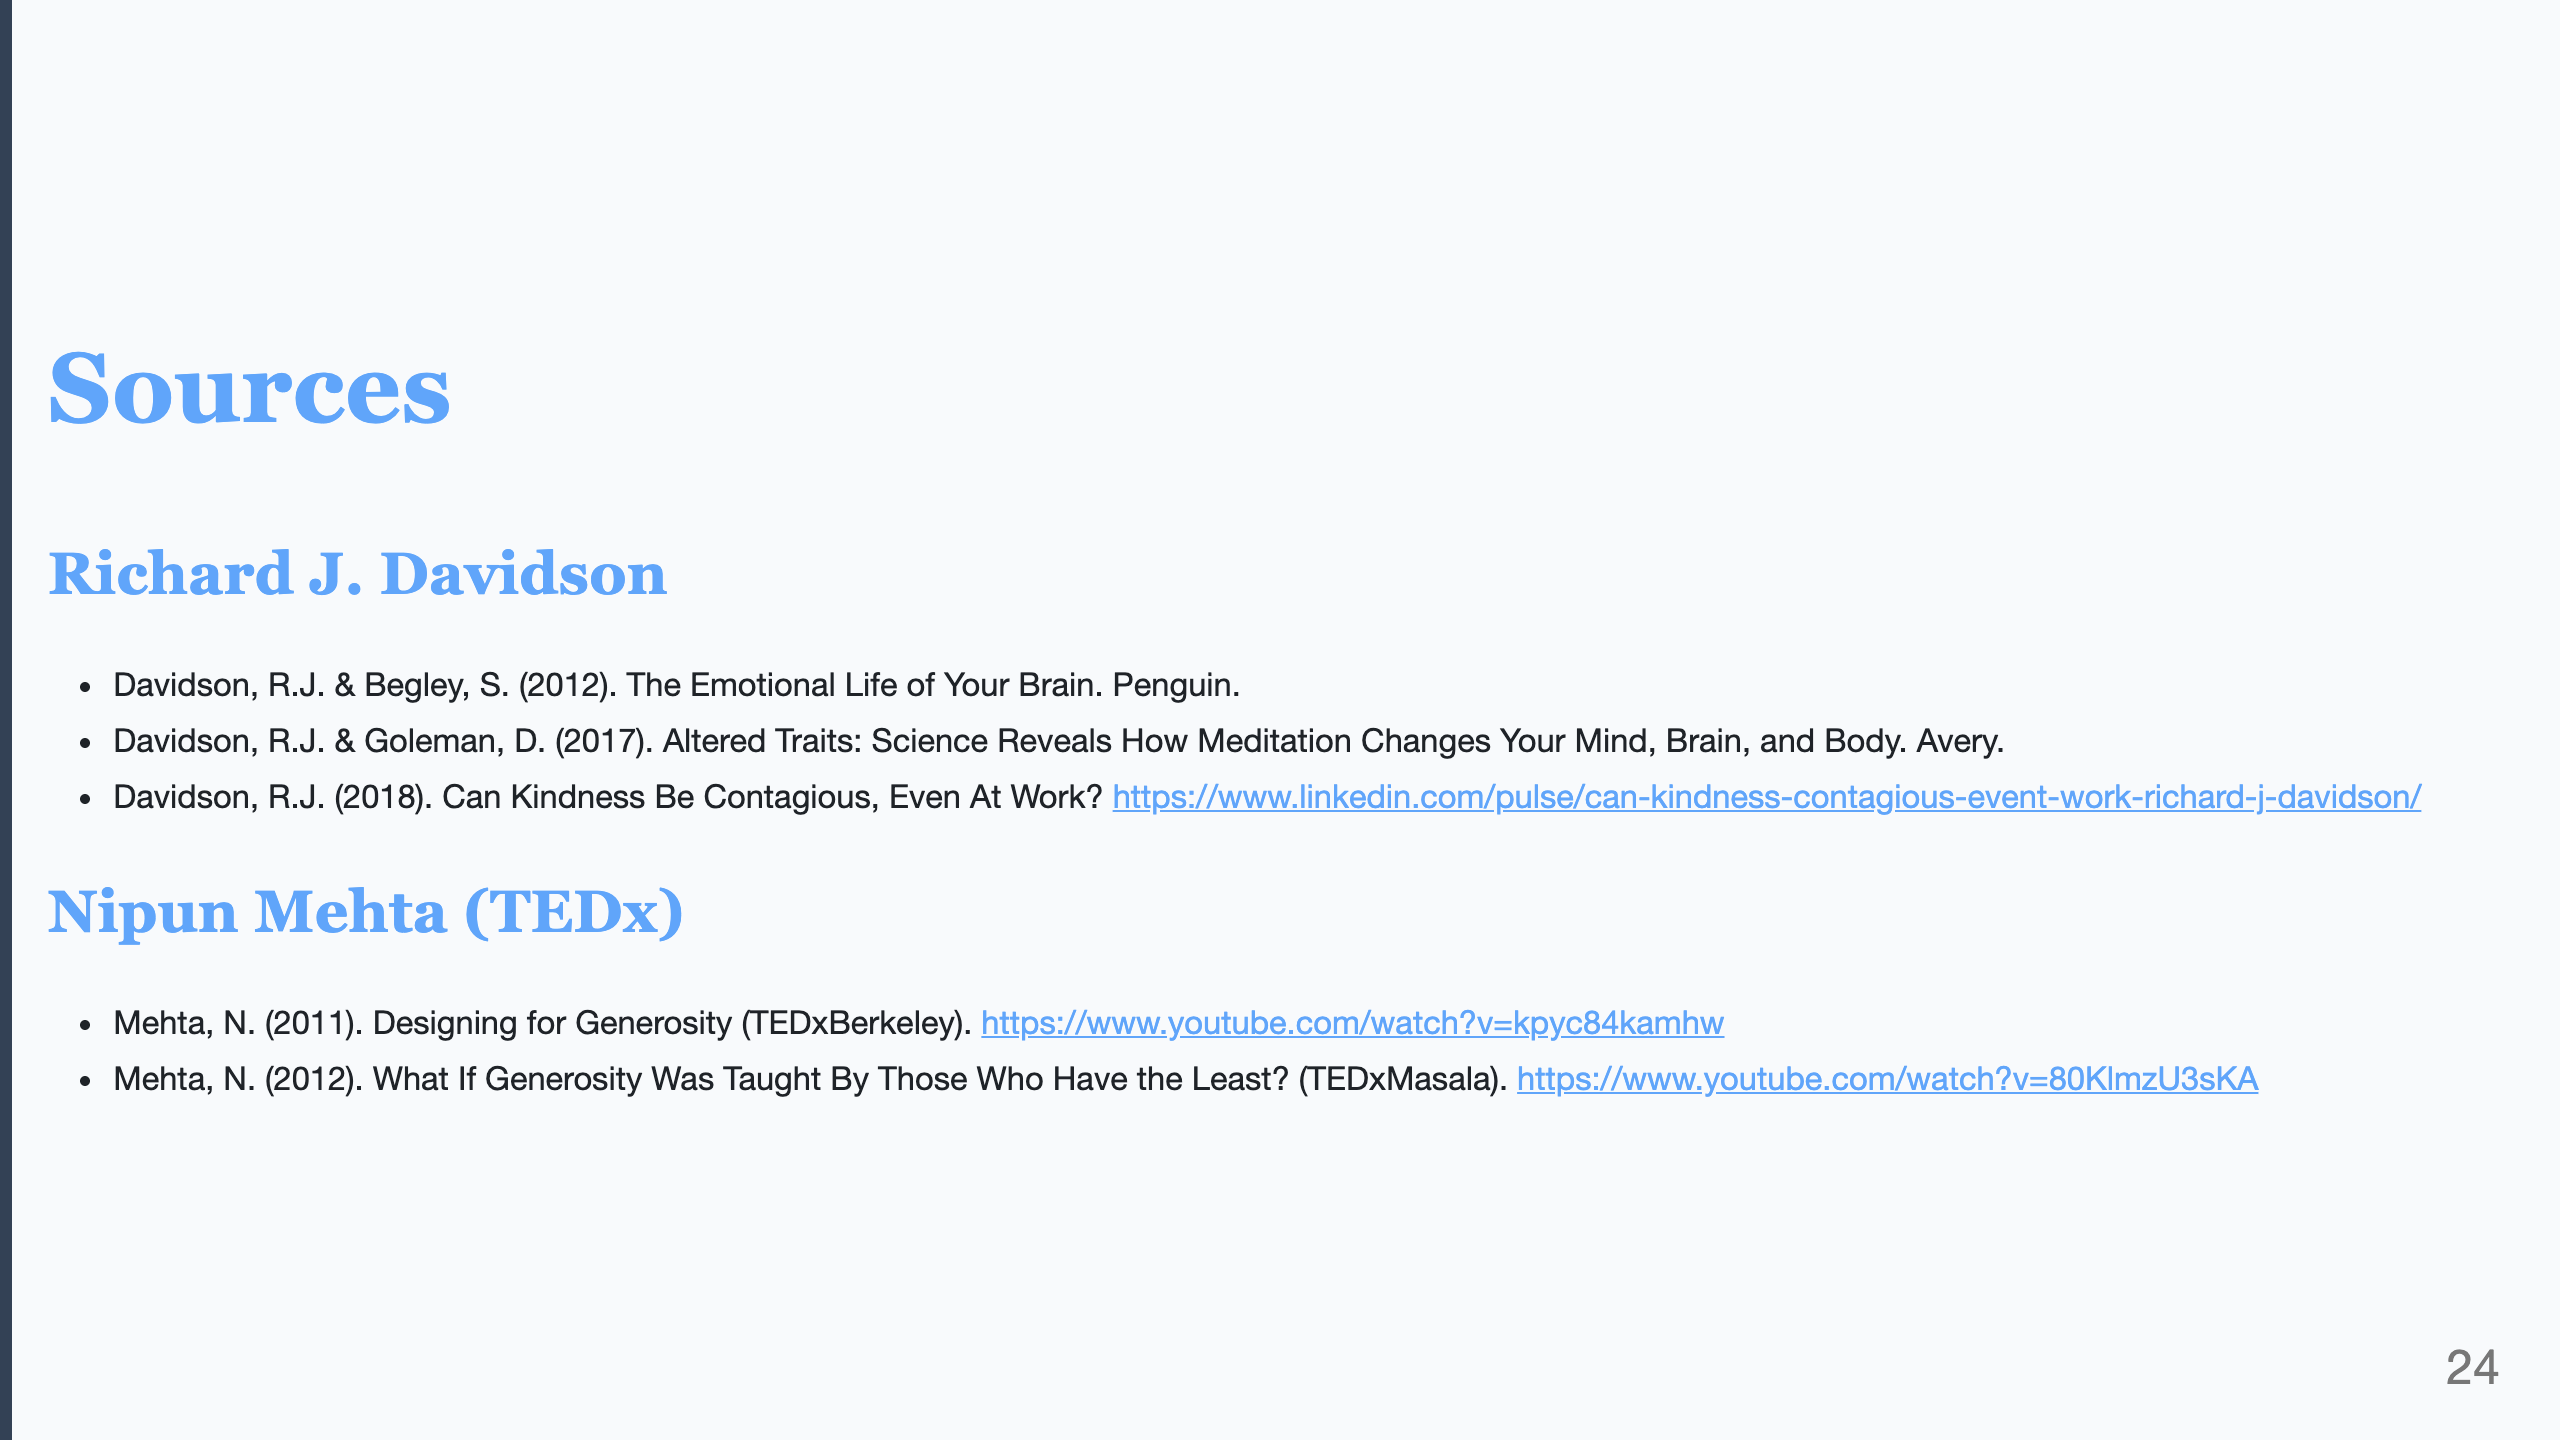 Sources
Richard J. Davidson
• Davidson, R.J. & Begley, S. (2012). The Emotional Life of Your Brain. Penguin.
• Davidson, R.J. & Goleman, D. (2017). Altered Traits: Science Reveals How Meditation Changes Your Mind, Brain, and Body. Avery.
• Davidson, R.J. (2018). Can Kindness Be Contagious, Even At Work? https://www.linkedin.com/pulse/can-kindness-contagious-event-work-richard-j-davidson/
Nipun Mehta (TEDx)
• Mehta, N. (2011). Designing for Generosity (TEDxBerkeley). https://www.youtube.com/watch?v=kpyc84kamhw
• Mehta, N. (2012). What If Generosity Was Taught By Those Who Have the Least? (TEDxMasala). https://www.youtube.com/watch?v=80KlmzU3sKA
24